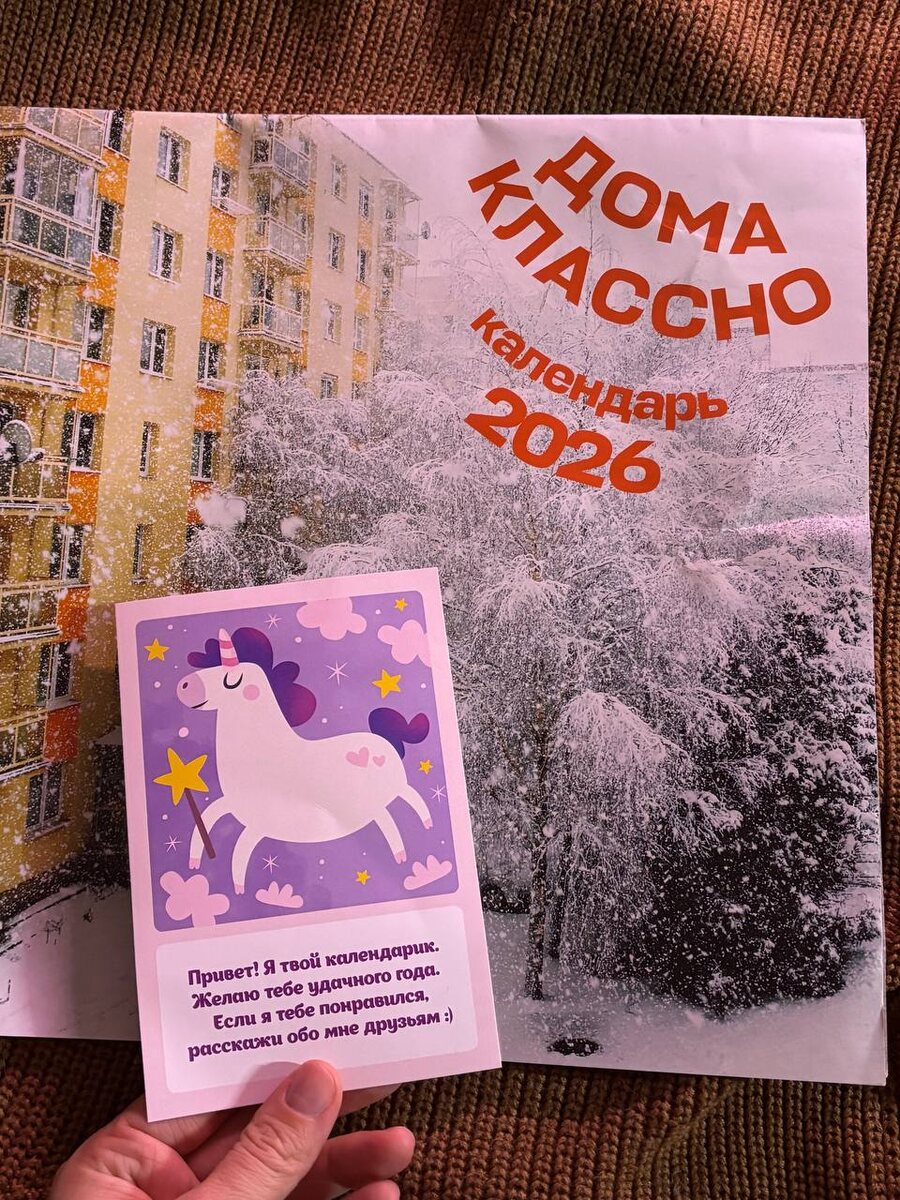 ДОМА
КЛАССНО
календарь
2026
Привет! Я твой календарик.
Желаю тебе удачного года.
Если я тебе понравился,
расскажи обо мне друзьям :)